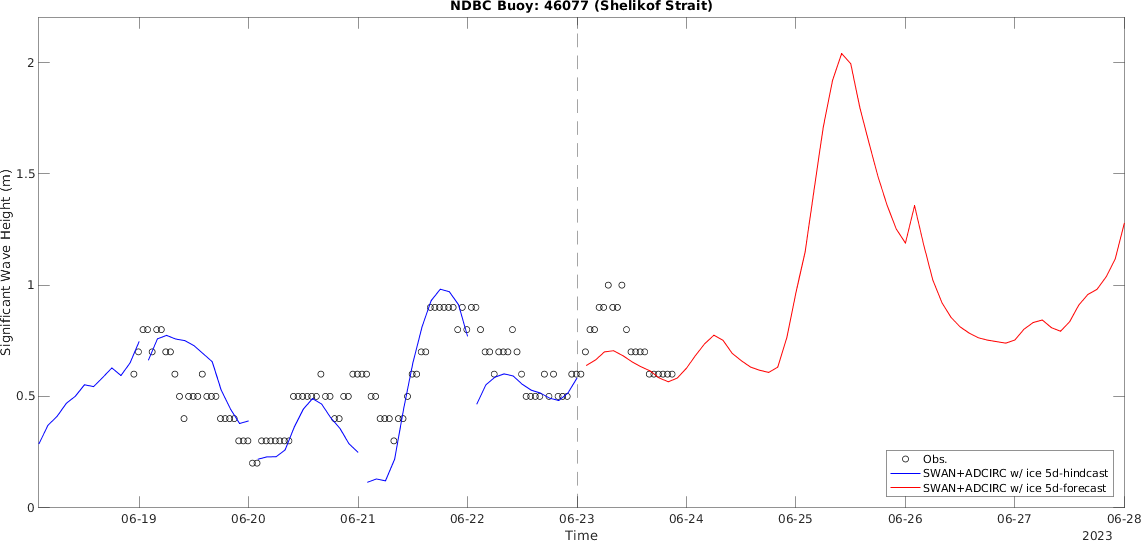 NDBC Buoy: 46077 (Shelikof Strait)
Significant Wave Height (m)
2
1.5
1
0.5
0
Obs.
SWAN+ADCIRC w/ ice 5d-hindcast
SWAN+ADCIRC w/ ice 5d-forecast
06-19 06-20 06-21 06-22 06-23 06-24 06-25 06-26 06-27 06-28
Time
2023